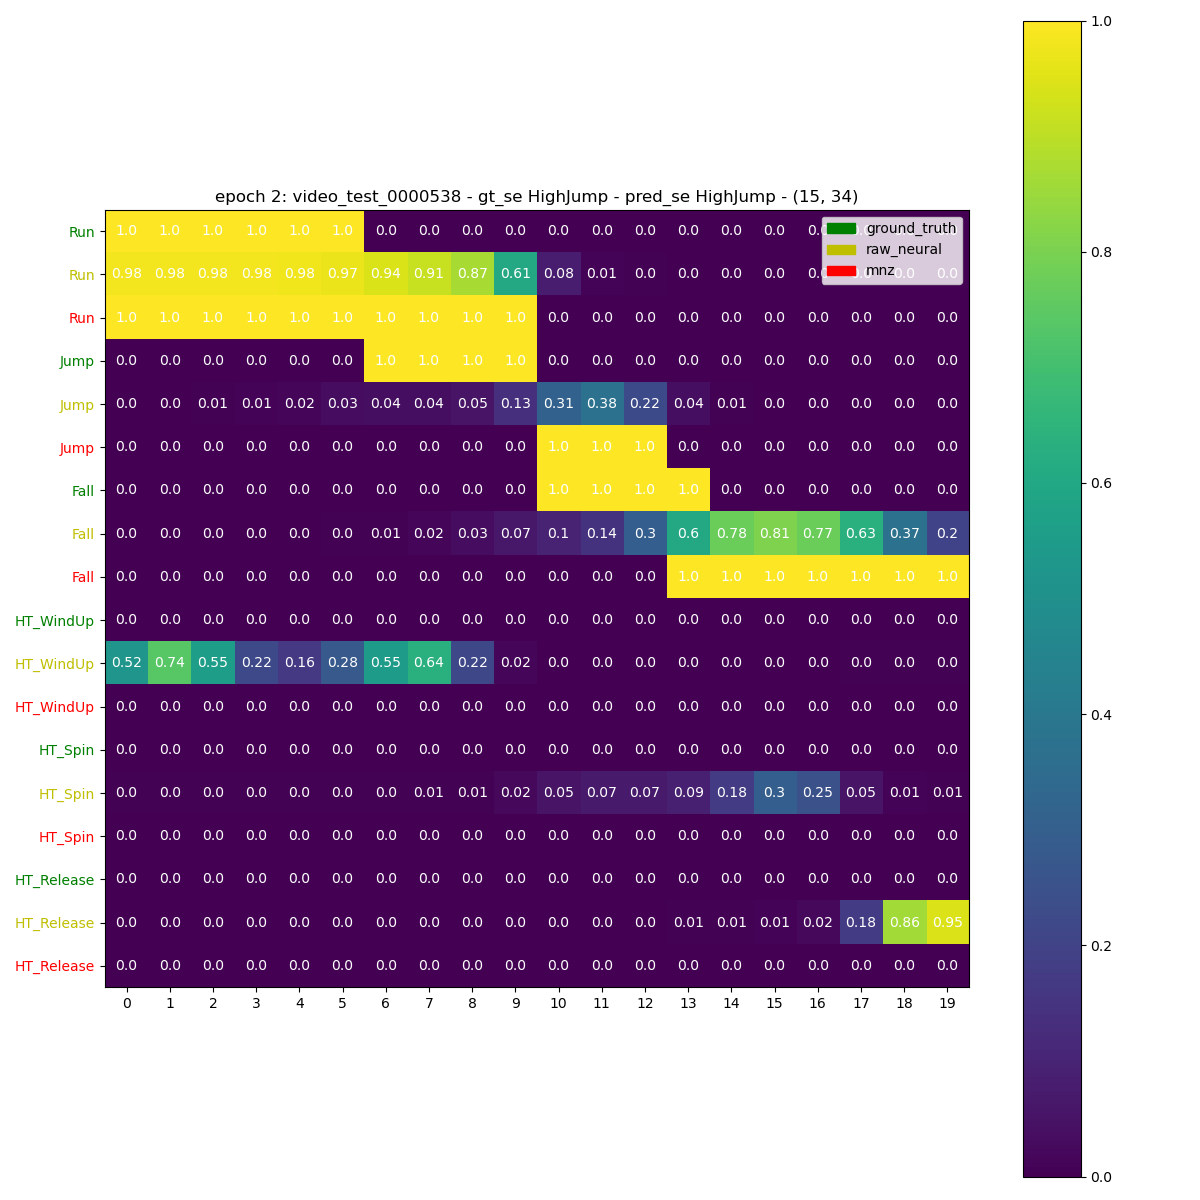 epoch 2: video_test_0000538 - gt_se HighJump - pred_se HighJump - (15, 34)
ground_truth
raw_neural
mnz
Run 1.0 1.0 1.0 1.0 1.0 1.0 0.0 0.0 0.0 0.0 0.0 0.0 0.0 0.0 0.0 0.0
Run 0.98 0.98 0.98 0.98 0.98 0.97 0.94 0.91 0.87 0.61 0.08 0.01 0.0 0.0 0.0 0.0 0.0 0.0
Run 1.0 1.0 1.0 1.0 1.0 1.0 1.0 1.0 1.0 1.0 0.0 0.0 0.0 0.0 0.0 0.0 0.0 0.0 0.0 0.0
Jump 0.0 0.0 0.0 0.0 0.0 0.0 1.0 1.0 1.0 1.0 0.0 0.0 0.0 0.0 0.0 0.0 0.0 0.0 0.0 0.0
Jump 0.0 0.0 0.01 0.01 0.02 0.03 0.04 0.04 0.05 0.13 0.31 0.38 0.22 0.04 0.01 0.0 0.0 0.0 0.0 0.0
Jump 0.0 0.0 0.0 0.0 0.0 0.0 0.0 0.0 0.0 0.0 1.0 1.0 1.0 0.0 0.0 0.0 0.0 0.0 0.0 0.0
Fall 0.0 0.0 0.0 0.0 0.0 0.0 0.0 0.0 0.0 0.0 1.0 1.0 1.0 1.0 0.0 0.0 0.0 0.0 0.0 0.0
Fall 0.0 0.0 0.0 0.0 0.0 0.0 0.01 0.02 0.03 0.07 0.1 0.14 0.3 0.6 0.78 0.81 0.77 0.63 0.37 0.2
Fall 0.0 0.0 0.0 0.0 0.0 0.0 0.0 0.0 0.0 0.0 0.0 0.0 0.0 1.0 1.0 1.0 1.0 1.0 1.0 1.0
HT_WindUp 0.0 0.0 0.0 0.0 0.0 0.0 0.0 0.0 0.0 0.0 0.0 0.0 0.0 0.0 0.0 0.0 0.0 0.0 0.0 0.0
HT_WindUp 0.52 0.74 0.55 0.22 0.16 0.28 0.55 0.64 0.22 0.02 0.0 0.0 0.0 0.0 0.0 0.0 0.0 0.0 0.0 0.0
HT_WindUp 0.0 0.0 0.0 0.0 0.0 0.0 0.0 0.0 0.0 0.0 0.0 0.0 0.0 0.0 0.0 0.0 0.0 0.0 0.0 0.0
HT_Spin 0.0 0.0 0.0 0.0 0.0 0.0 0.0 0.0 0.0 0.0 0.0 0.0 0.0 0.0 0.0 0.0 0.0 0.0 0.0 0.0
HT_Spin 0.0 0.0 0.0 0.0 0.0 0.0 0.0 0.01 0.01 0.02 0.05 0.07 0.07 0.09 0.18 0.3 0.25 0.05 0.01 0.01
HT_Spin 0.0 0.0 0.0 0.0 0.0 0.0 0.0 0.0 0.0 0.0 0.0 0.0 0.0 0.0 0.0 0.0 0.0 0.0 0.0 0.0
HT_Release 0.0 0.0 0.0 0.0 0.0 0.0 0.0 0.0 0.0 0.0 0.0 0.0 0.0 0.0 0.0 0.0 0.0 0.0 0.0 0.0
HT_Release 0.0 0.0 0.0 0.0 0.0 0.0 0.0 0.0 0.0 0.0 0.0 0.0 0.0 0.01 0.01 0.01 0.02 0.18 0.86 0.95
HT_Release 0.0 0.0 0.0 0.0 0.0 0.0 0.0 0.0 0.0 0.0 0.0 0.0 0.0 0.0 0.0 0.0 0.0 0.0 0.0 0.0
0 1 2 3 4 5 6 7 8 9 10 11 12 13 14 15 16 17 18 19
1.0
0.8
0.6
0.4
0.2
0.0